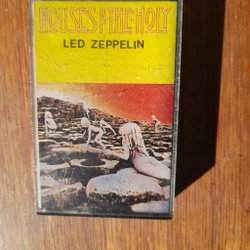 HOUSES OF THE HOLY
LED ZEPPELIN